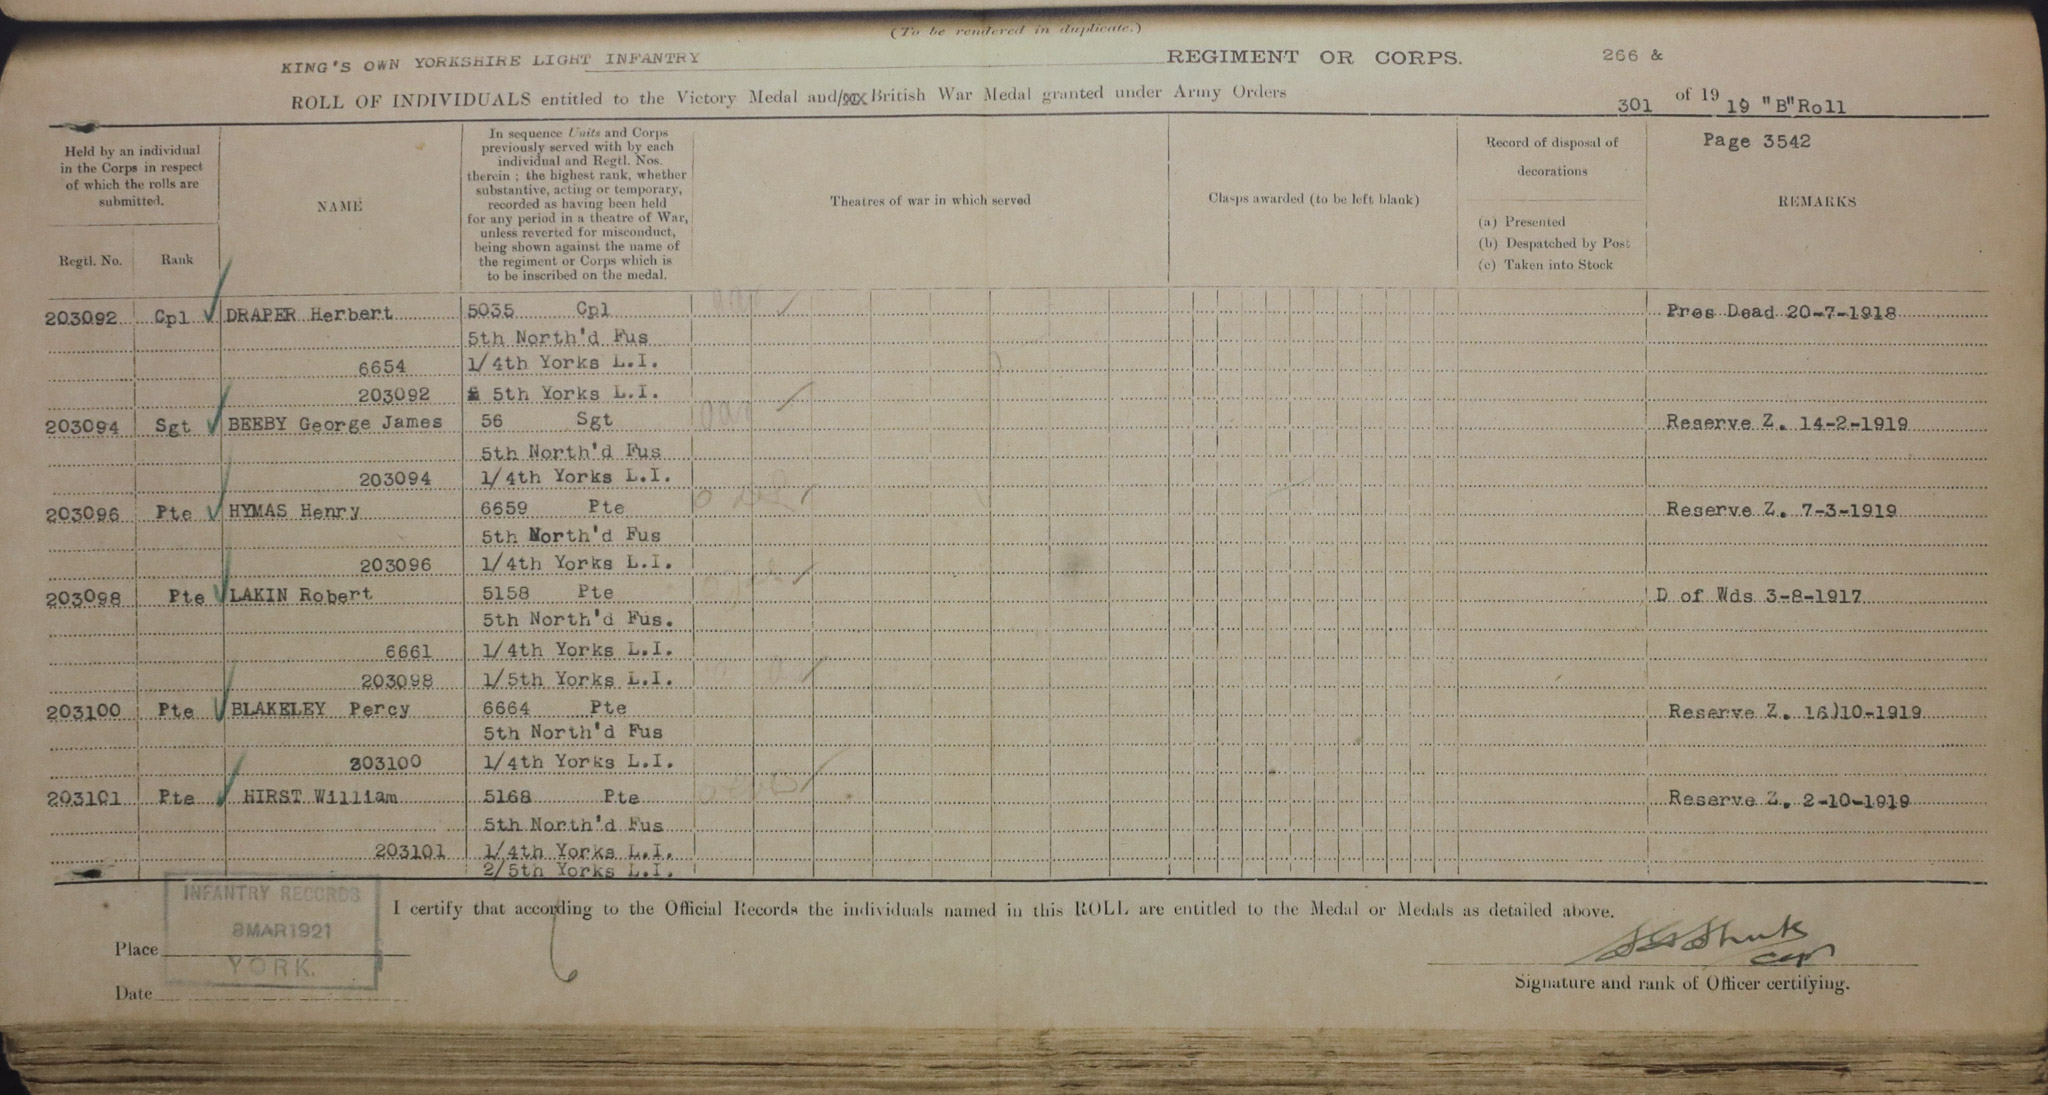 (To be rendered in duplicate.)
KING'S OWN YORKSHIRE LIGHT INFANTRY REGIMENT OR CORPS. 266 &
ROLL OF INDIVIDUALS entitled to the Victory Medal and/ British War Medal granted under Army Orders 301 of 19 19 "B"Roll
Page 3542
Held by an individual
in the Corps in respect
of which the rolls are
submitted.
Regtl. No.
Rank
NAME
In sequence Units and Corps
previously served with by each
individual and Regtl. Nos.
therein ; the highest rank, whether
substantive, acting or temporary,
recorded as having been held
for any period in a theatre of War,
unless reverted for misconduct,
being shown against the name of
the regiment or Corps which is
to be inscribed on the medal.
Theatres of war in which served
Clasps awarded (to be left blank)
Record of disposal of
decorations
(a) Presented
(b) Despatched by Post
(c) Taken into Stock
REMARKS
203092 Cpl DRAPER Herbert 5035 Cpl Pres Dead 20-7-1918
5th North'd Fus
6654 1/4th Yorks L.I.
203092 5th Yorks L.I.
203094 Sgt BEEBY George James 56 Sgt Reserve Z. 14-2-1919
5th North'd Fus
203094 1/4th Yorks L.I.
203096 Pte HYMAS Henry 6659 Pte Reserve Z. 7-3-1919
5th North'd Fus
203096 1/4th Yorks L.I.
203098 Pte LAKIN Robert 5158 Pte D of Wds 3-8-1917
5th North'd Fus.
6661 1/4th Yorks L.I.
203098 1/5th Yorks L.I.
203100 Pte BLAKELEY Percy 6664 Pte Reserve Z. 16)10-1919
5th North'd Fus
203100 1/4th Yorks L.I.
203101 Pte HIRST William 5168 Pte Reserve Z. 2-10-1919
5th North'd Fus
203101 1/4th Yorks L.I.
2/5th Yorks L.I.
I certify that according to the Official Records the individuals named in this ROLL are entitled to the Medal or Medals as detailed above.
INFANTRY RECORDS
8MAR1921
YORK.
Place
Date
Signature and rank of Officer certifying.